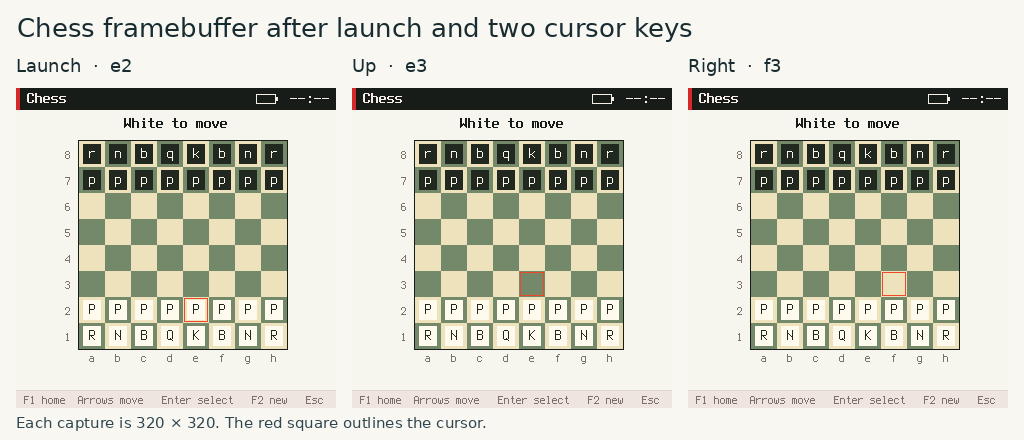 Chess framebuffer after launch and two cursor keys
Launch · e2
Chess --:--
White to move
8 r n b q k b n r
7 p p p p p p p p
6
5
4
3
2 P P P P P P P P
1 R N B Q K B N R
a b c d e f g h
F1 home Arrows move Enter select F2 new Esc
Up · e3
Chess --:--
White to move
8 r n b q k b n r
7 p p p p p p p p
6
5
4
3
2 P P P P P P P P
1 R N B Q K B N R
a b c d e f g h
F1 home Arrows move Enter select F2 new Esc
Right · f3
Chess --:--
White to move
8 r n b q k b n r
7 p p p p p p p p
6
5
4
3
2 P P P P P P P P
1 R N B Q K B N R
a b c d e f g h
F1 home Arrows move Enter select F2 new Esc
Each capture is 320 × 320. The red square outlines the cursor.